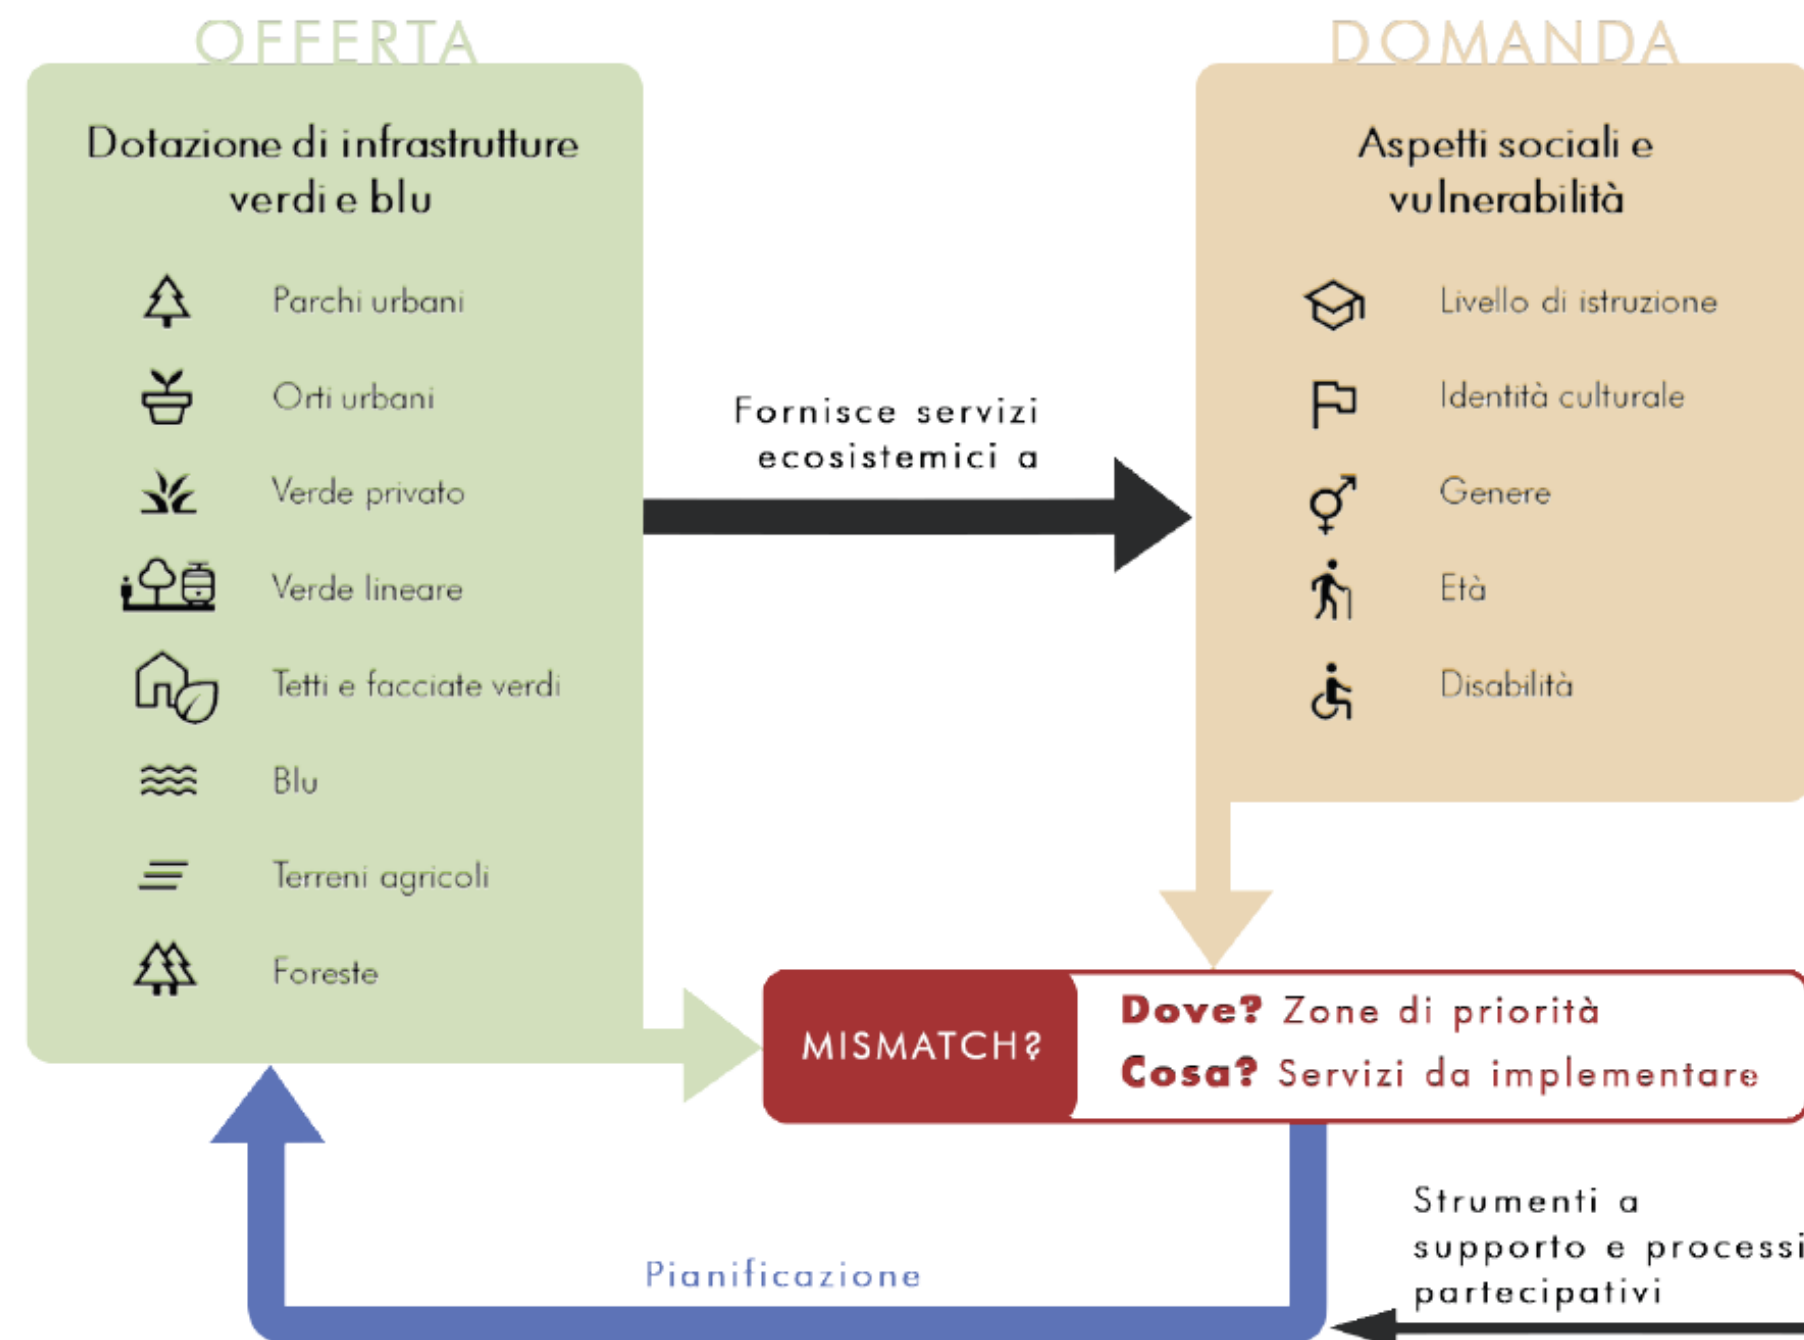 OFFERTA
Dotazione di infrastrutture
verdi e blu
Parchi urbani
Orti urbani
Verde privato
Verde lineare
Tetti e facciate verdi
Blu
Terreni agricoli
Foreste
Fornisce servizi
ecosistemici a
DOMANDA
Aspetti sociali e
vulnerabilità
Livello di istruzione
Identità culturale
Genere
Età
Disabilità
MISMATCH?
Dove? Zone di priorità
Cosa? Servizi da implementare
Pianificazione
Strumenti a
supporto e processi
partecipativi